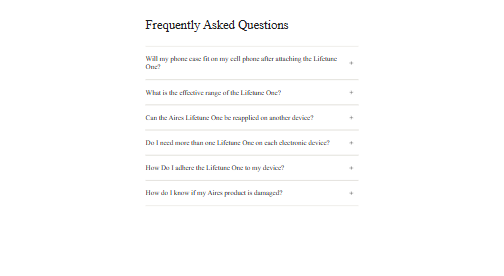 Frequently Asked Questions
Will my phone case fit on my cell phone after attaching the Lifetune
One?
+
What is the effective range of the Lifetune One?
+
Can the Aires Lifetune One be reapplied on another device?
+
Do I need more than one Lifetune One on each electronic device?
+
How Do I adhere the Lifetune One to my device?
+
How do I know if my Aires product is damaged?
+